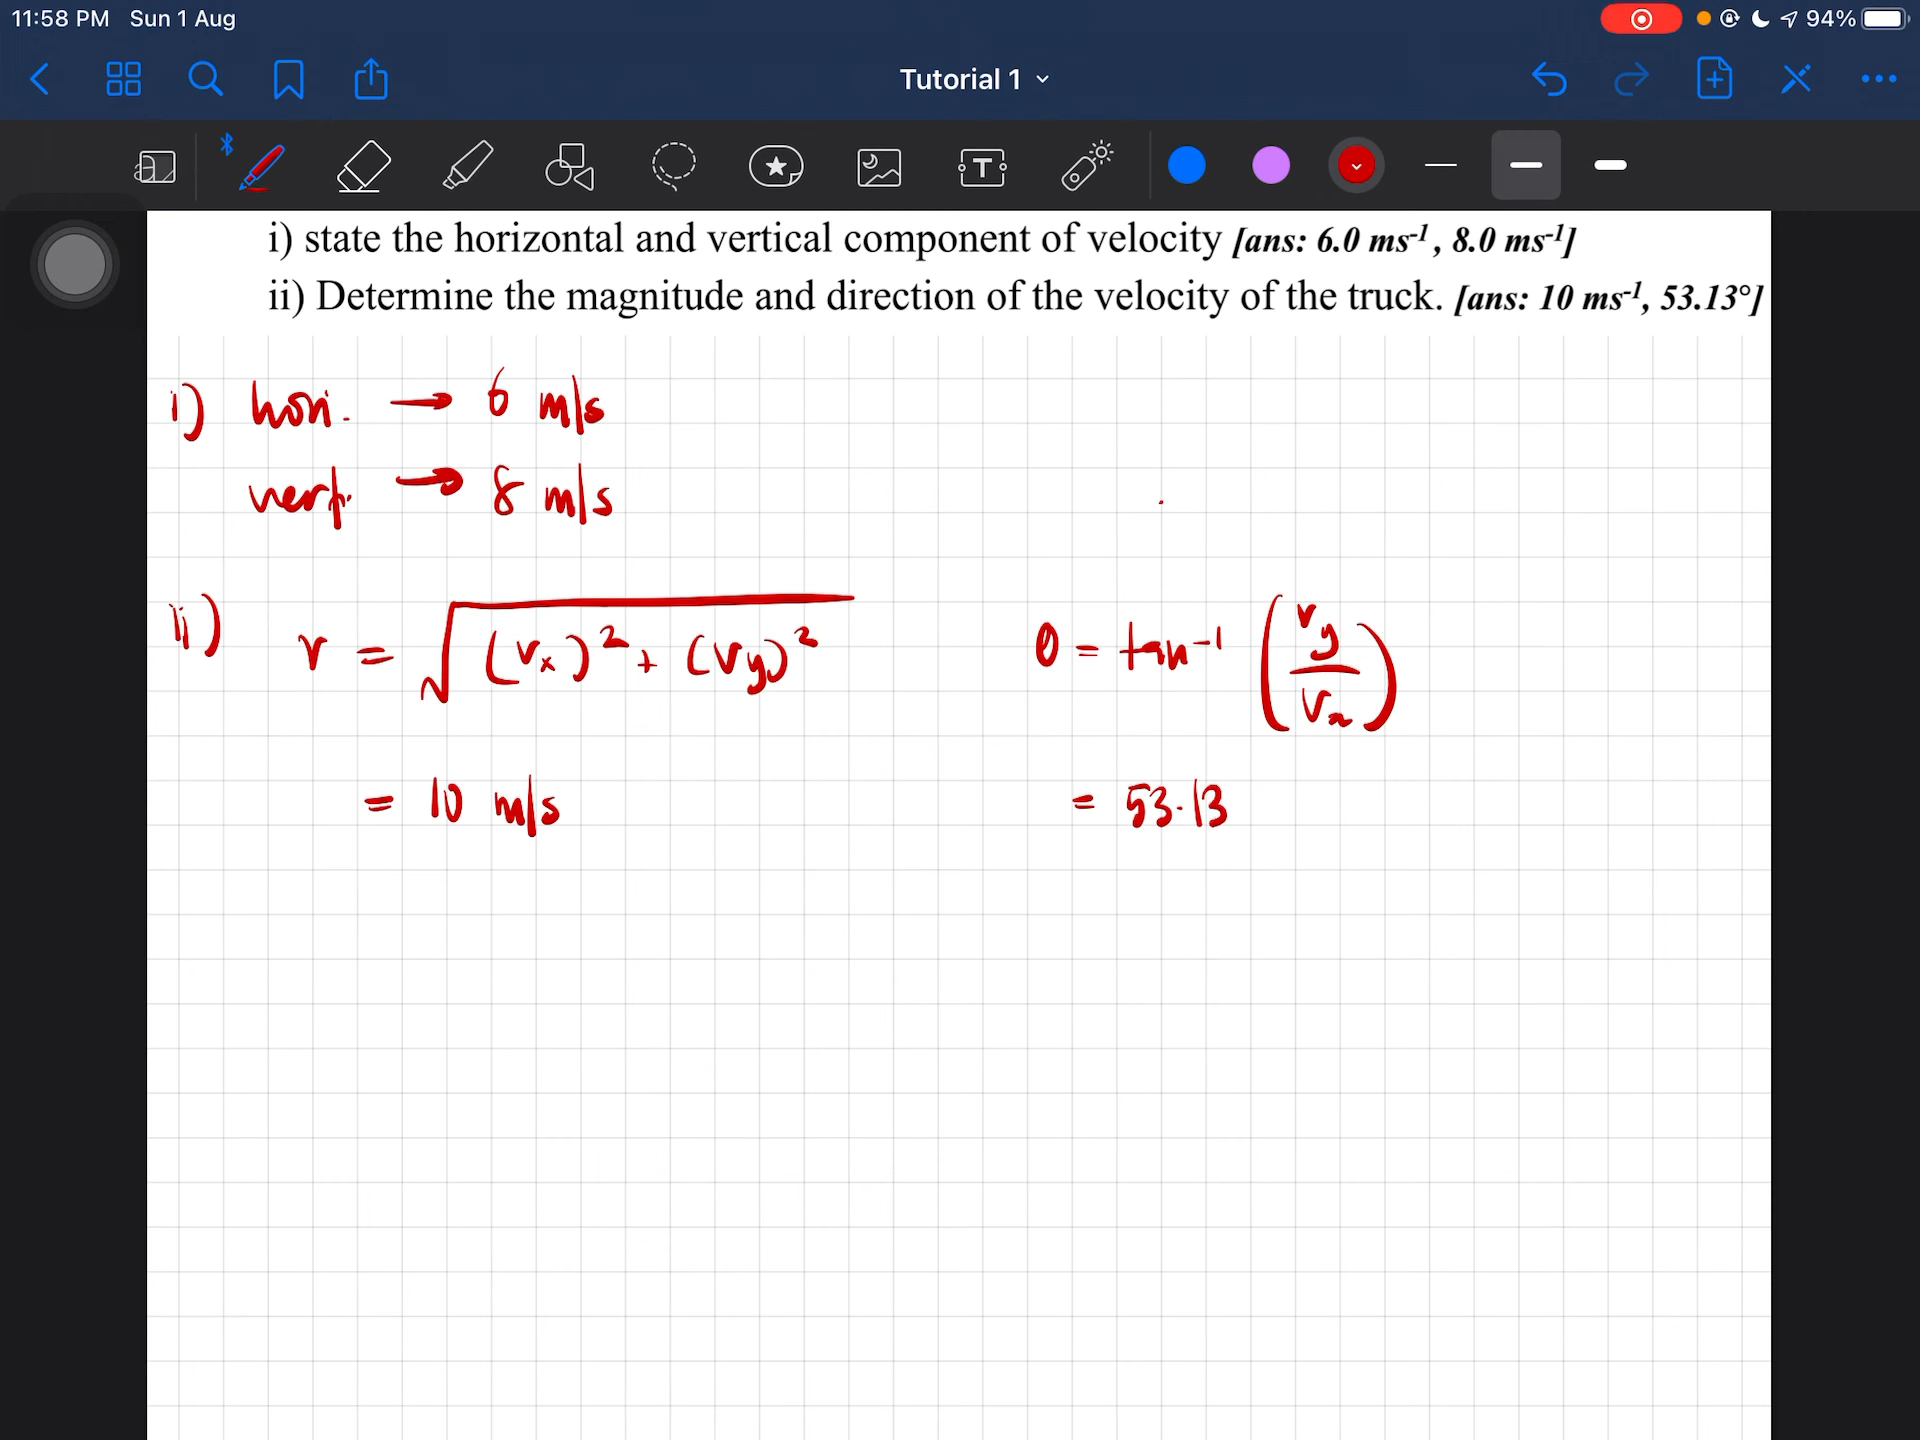 11:58 PM Sun 1 Aug 94%
Tutorial 1
T
i) state the horizontal and vertical component of velocity [ans: 6.0 ms⁻¹, 8.0 ms⁻¹]
ii) Determine the magnitude and direction of the velocity of the truck. [ans: 10 ms⁻¹, 53.13°]
i) hori. → 6 m/s
vert. → 8 m/s
ii) v = √((vx)² + (vy)²) θ = tan⁻¹ (vy/vx)
= 10 m/s = 53.13